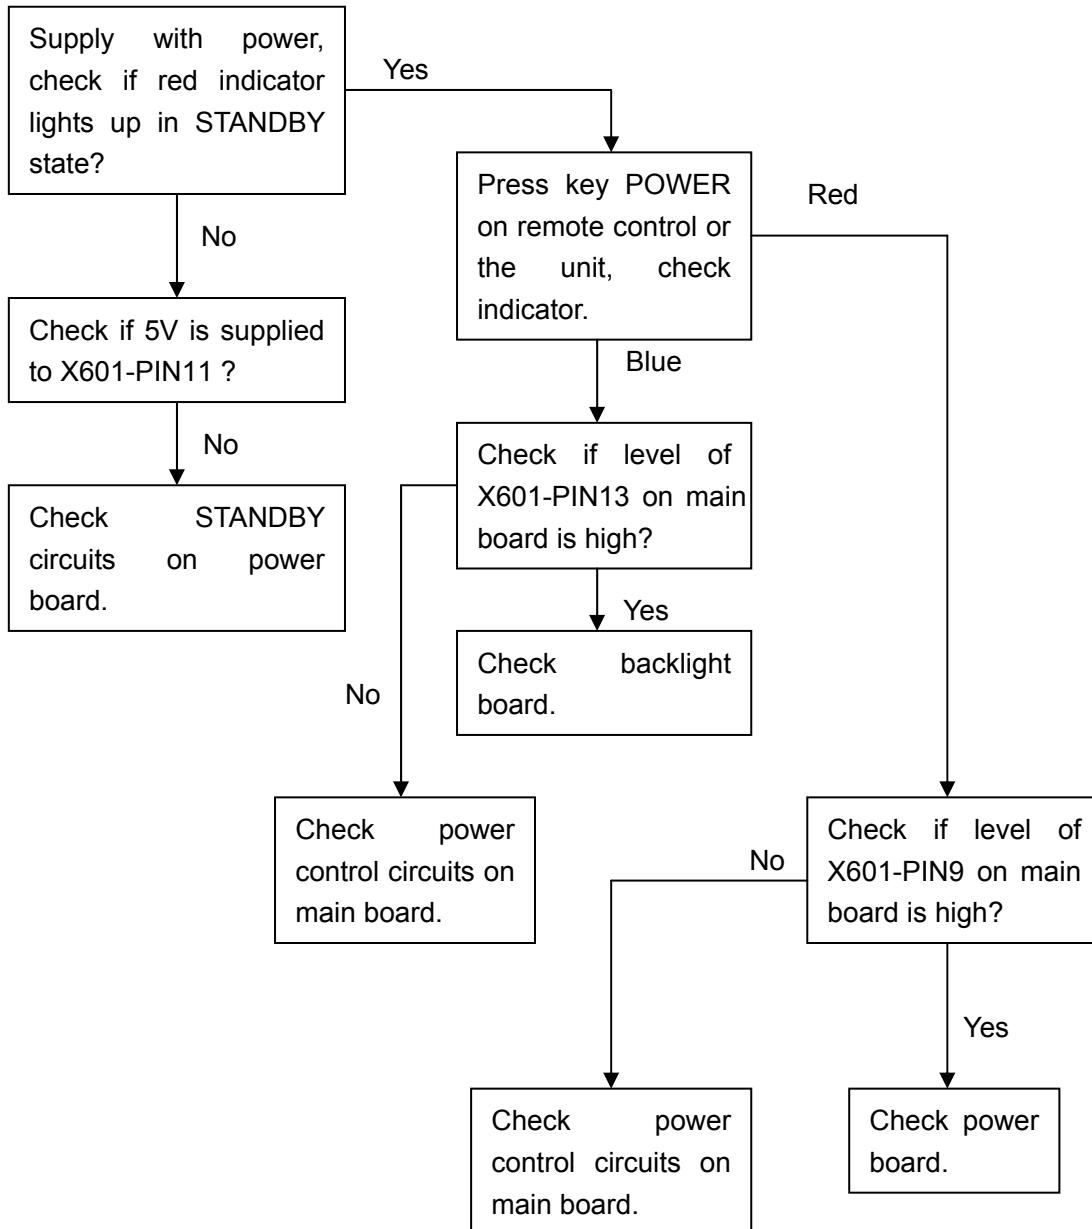 Supply with power,
check if red indicator
lights up in STANDBY
state?
Yes
Press key POWER
on remote control or
the unit, check
indicator.
Red
No
Check if 5V is supplied
to X601-PIN11 ?
Blue
Check if level of
X601-PIN13 on main
board is high?
No
Check STANDBY
circuits on power
board.
Yes
Check backlight
board.
No
Check power
control circuits on
main board.
Check if level of
X601-PIN9 on main
board is high?
No
Yes
Check power
control circuits on
main board.
Check power
board.